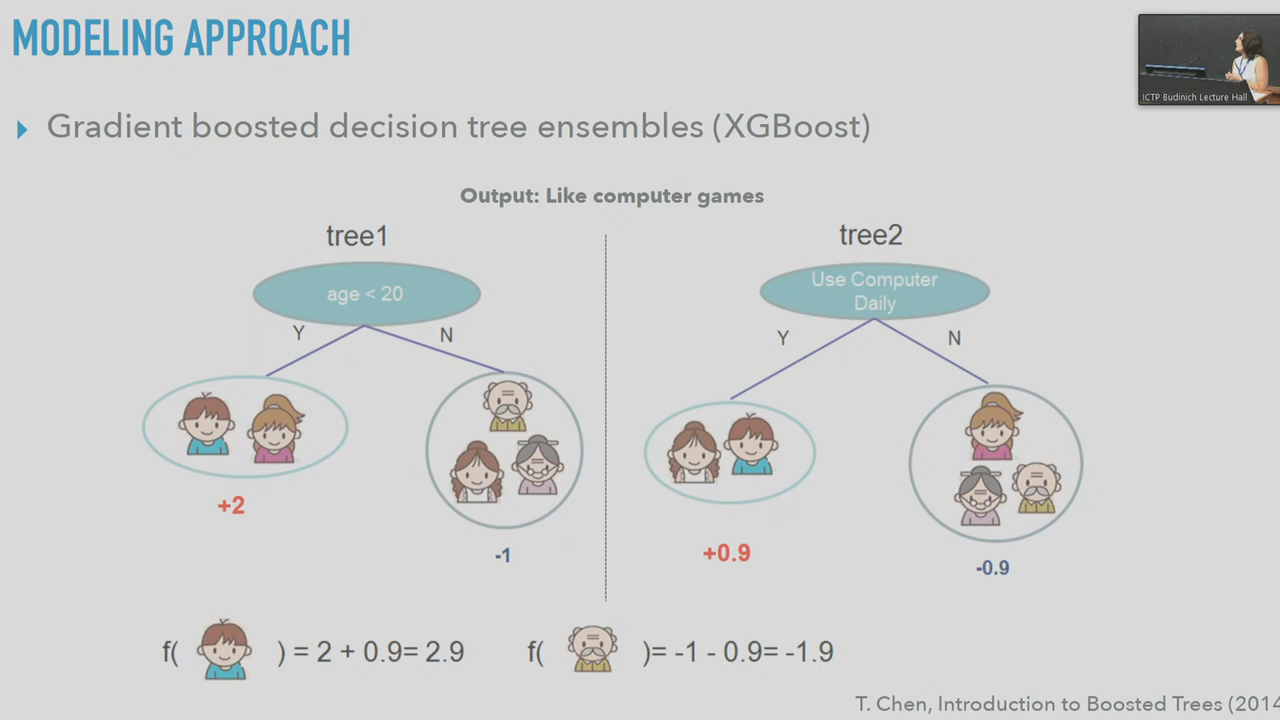 MODELING APPROACH
ICTP Budinich Lecture Hall
Gradient boosted decision tree ensembles (XGBoost)
Output: Like computer games
tree1
tree2
age < 20
Use Computer
Daily
Y
N
Y
N
+2
-1
+0.9
-0.9
f( ) = 2 + 0.9= 2.9
f( )= -1 - 0.9= -1.9
T. Chen, Introduction to Boosted Trees (2014